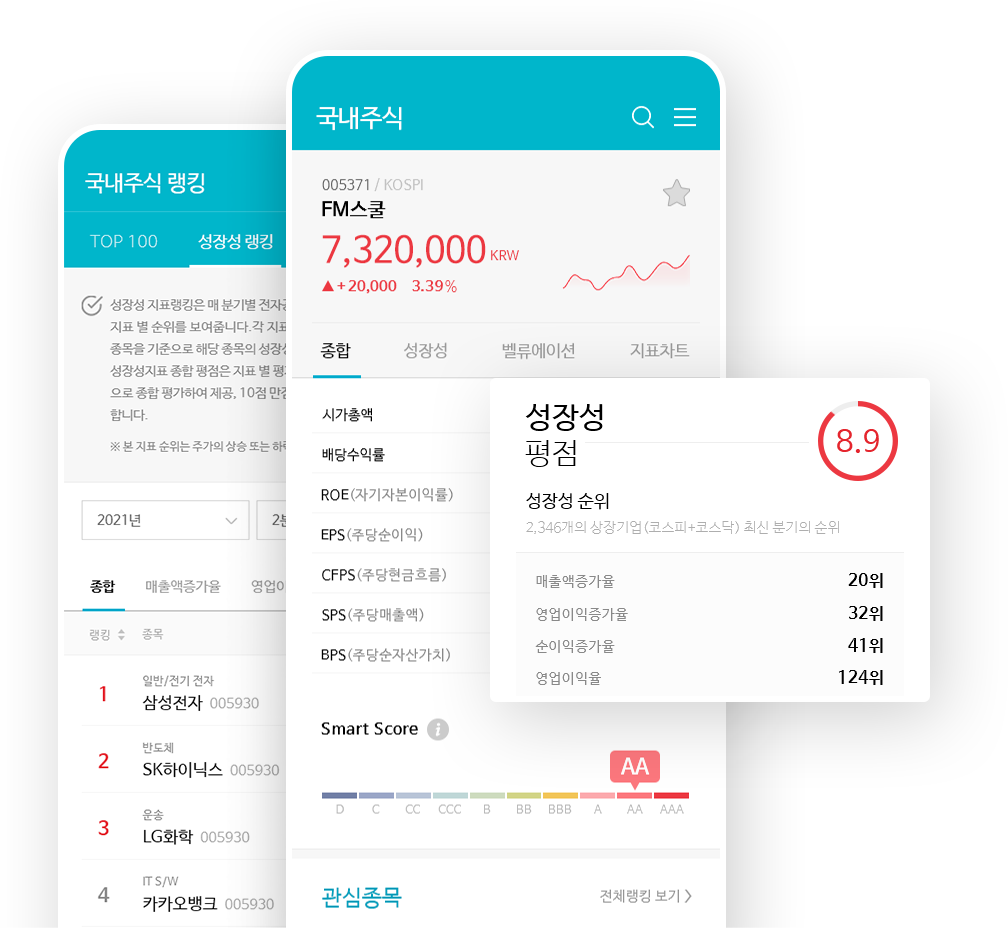 국내주식 랭킹
TOP 100
성장성 랭킹
성장성 지표랭킹은 매 분기별 전자공
지표 별 순위를 보여줍니다.각 지표
종목을 기준으로 해당 종목의 성장성
성장성지표 종합 평점은 지표 별 평
으로 종합 평가하여 제공, 10점 만점
합니다.
※ 본 지표 순위는 주가의 상승 또는 하
2021년
2분
종합
매출액증가율
영업이
랭킹
종목
1
일반/전기 전자
삼성전자 005930
2
반도체
SK하이닉스 005930
3
운송
LG화학 005930
4
IT S/W
카카오뱅크 005930
국내주식
005371 / KOSPI
FM스쿨
7,320,000 KRW
▲+20,000 3.39%
종합
성장성
밸류에이션
지표차트
시가총액
배당수익률
ROE(자기자본이익률)
EPS(주당순이익)
CFPS(주당현금흐름)
SPS(주당매출액)
BPS(주당순자산가치)
성장성
평점
8.9
성장성 순위
2,346개의 상장기업(코스피+코스닥) 최신 분기의 순위
매출액증가율 20위
영업이익증가율 32위
순이익증가율 41위
영업이익율 124위
Smart Score i
AA
D C CC CCC B BB BBB A AA AAA
관심종목
전체랭킹 보기 >